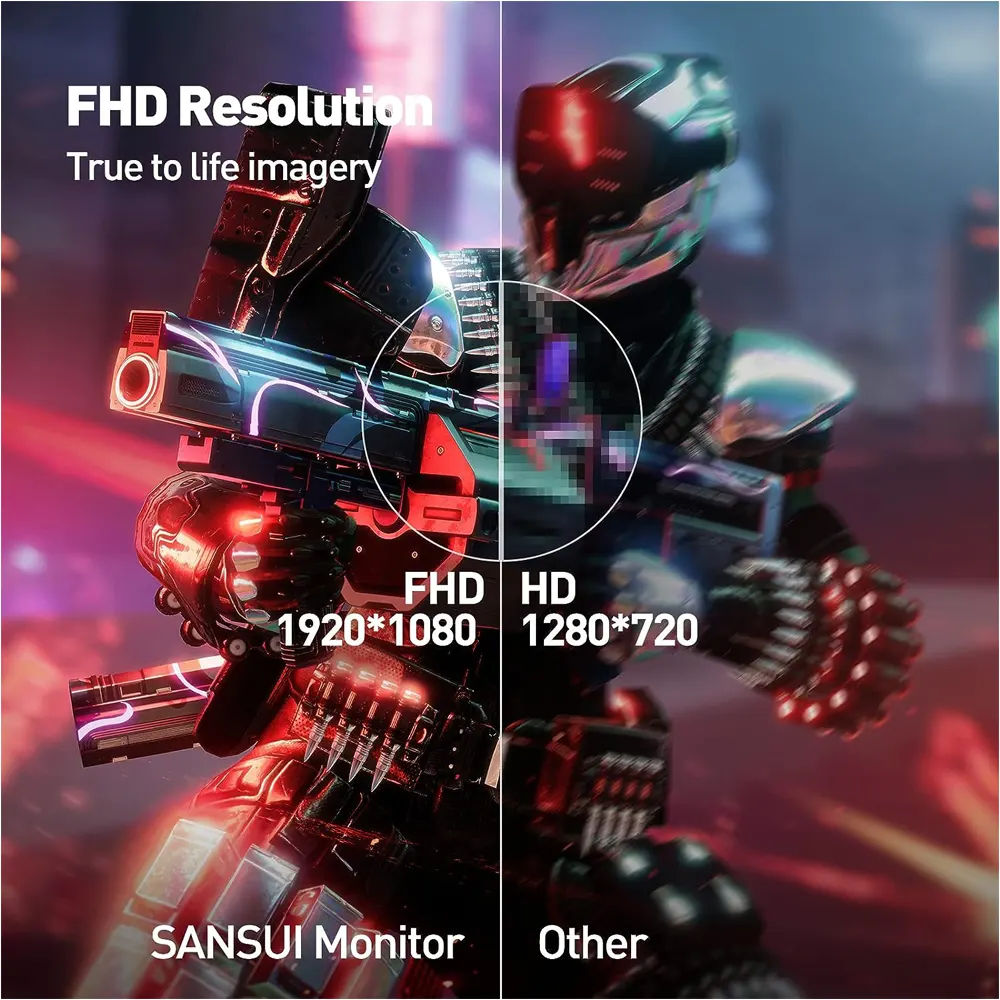 FHD Resolution
True to life imagery
FHD
1920*1080
HD
1280*720
SANSUI Monitor
Other